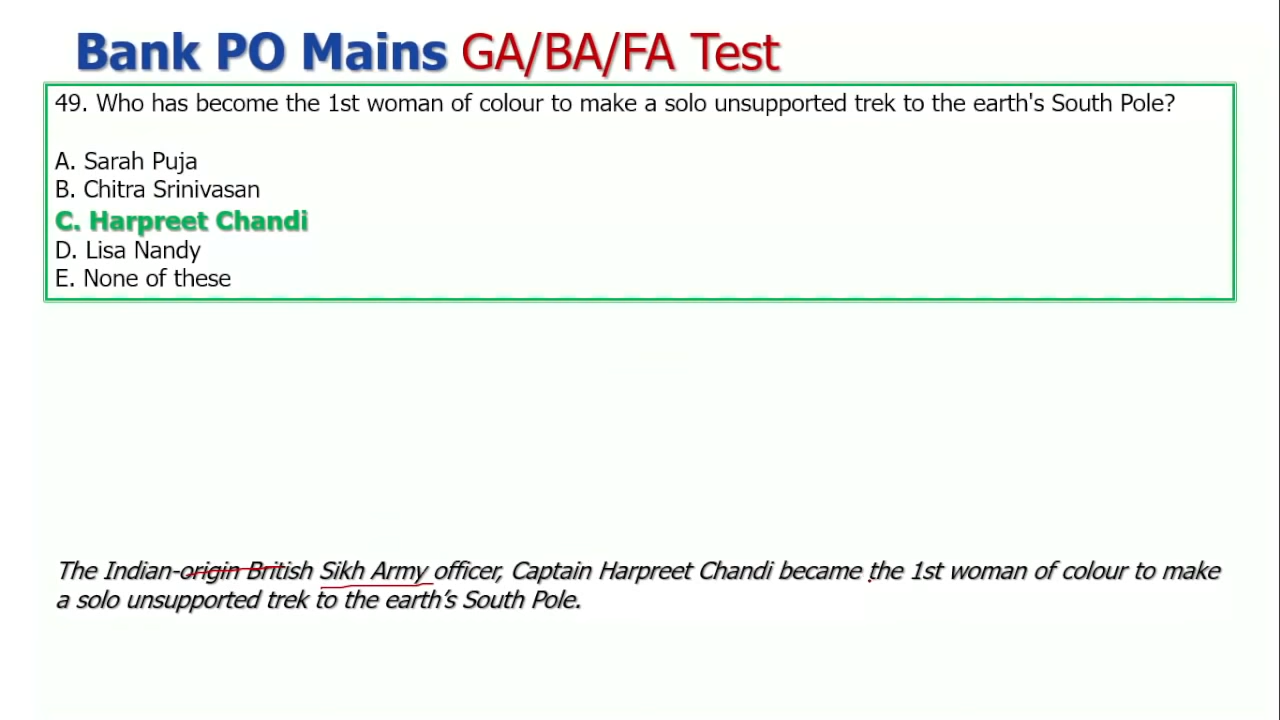 Bank PO Mains GA/BA/FA Test
49. Who has become the 1st woman of colour to make a solo unsupported trek to the earth's South Pole?
A. Sarah Puja
B. Chitra Srinivasan
C. Harpreet Chandi
D. Lisa Nandy
E. None of these
The Indian-origin British Sikh Army officer, Captain Harpreet Chandi became the 1st woman of colour to make
a solo unsupported trek to the earth’s South Pole.